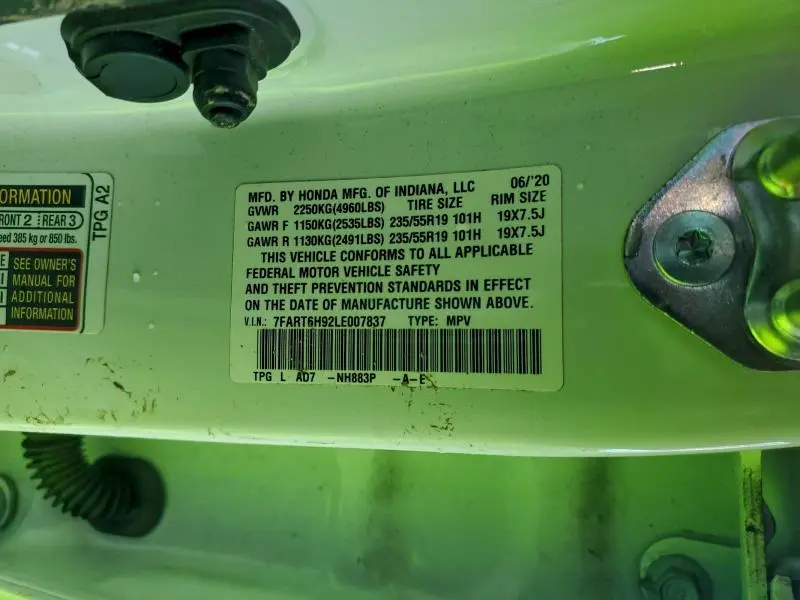 ORMATION
FRONT 2 REAR 3
eed 385 kg or 850 lbs.
SEE OWNER'S
MANUAL FOR
ADDITIONAL
INFORMATION
TPG A2
MFD. BY HONDA MFG. OF INDIANA, LLC 06/'20
GVWR 2250KG(4960LBS) TIRE SIZE RIM SIZE
GAWR F 1150KG(2535LBS) 235/55R19 101H 19X7.5J
GAWR R 1130KG(2491LBS) 235/55R19 101H 19X7.5J
THIS VEHICLE CONFORMS TO ALL APPLICABLE
FEDERAL MOTOR VEHICLE SAFETY
AND THEFT PREVENTION STANDARDS IN EFFECT
ON THE DATE OF MANUFACTURE SHOWN ABOVE.
V.I.N.: 7FART6H92LE007837 TYPE: MPV
TPG L AD7 -NH883P -A-E